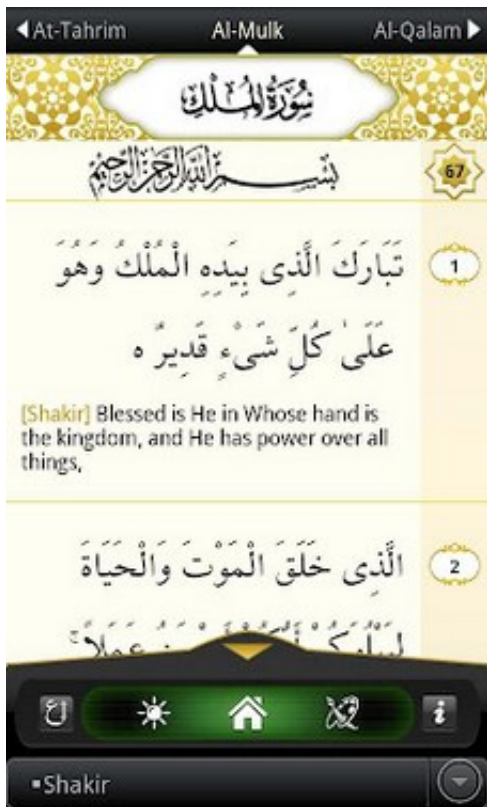 At-Tahrim Al-Mulk Al-Qalam
سُورَةُ الْمُلْكِ
بِسْمِ اللَّهِ الرَّحْمَٰنِ الرَّحِيمِ
67
تَبَارَكَ الَّذِى بِيَدِهِ الْمُلْكُ وَهُوَ
1
عَلَىٰ كُلِّ شَىْءٍ قَدِيرٌ ه
[Shakir] Blessed is He in Whose hand is
the kingdom, and He has power over all
things,
الَّذِى خَلَقَ الْمَوْتَ وَالْحَيَاةَ
2
لِيَبْلُوَكُمْ أَيُّكُمْ أَحْسَنُ عَمَلًا ۚ
i
Shakir